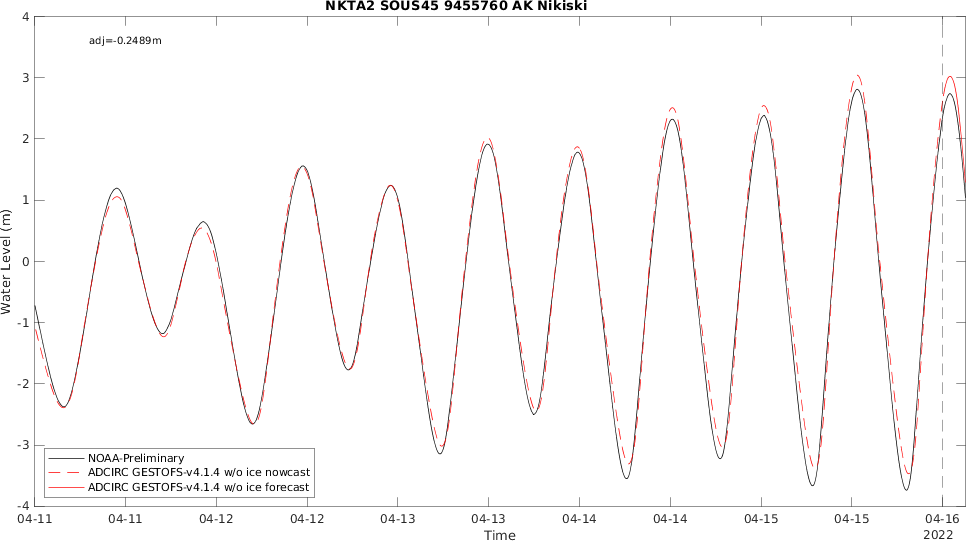 NKTA2 SOUS45 9455760 AK Nikiski
adj=-0.2489m
4
3
2
1
0
-1
-2
-3
-4
Water Level (m)
NOAA-Preliminary
ADCIRC GESTOFS-v4.1.4 w/o ice nowcast
ADCIRC GESTOFS-v4.1.4 w/o ice forecast
04-11 04-11 04-12 04-12 04-13 04-13 04-14 04-14 04-15 04-15 04-16
Time
2022